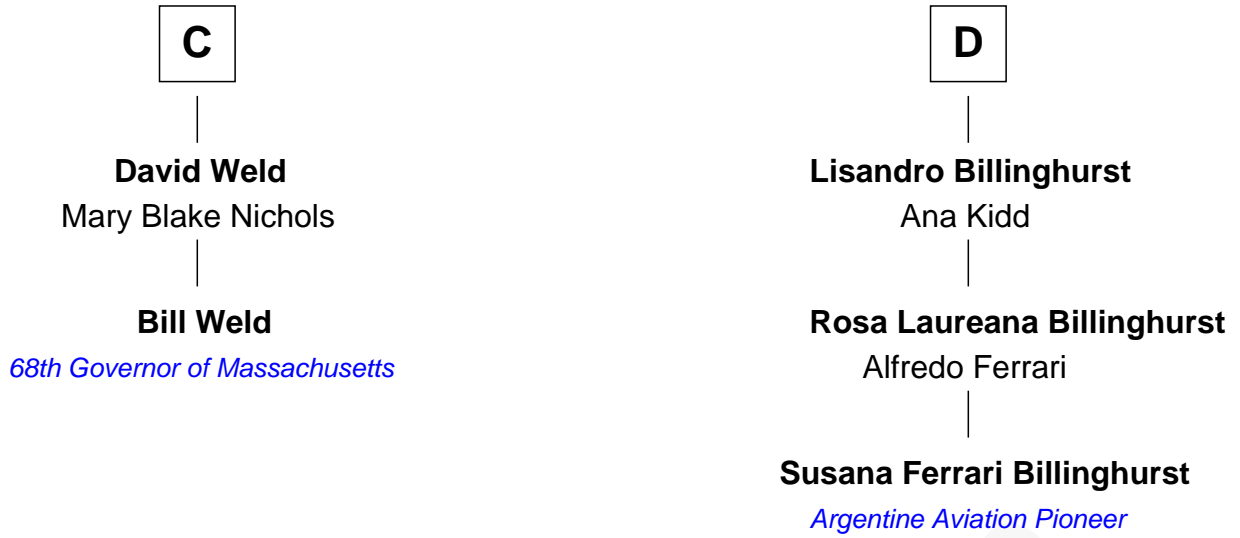 C
David Weld
Mary Blake Nichols
Bill Weld
68th Governor of Massachusetts
D
Lisandro Billinghurst
Ana Kidd
Rosa Laureana Billinghurst
Alfredo Ferrari
Susana Ferrari Billinghurst
Argentine Aviation Pioneer